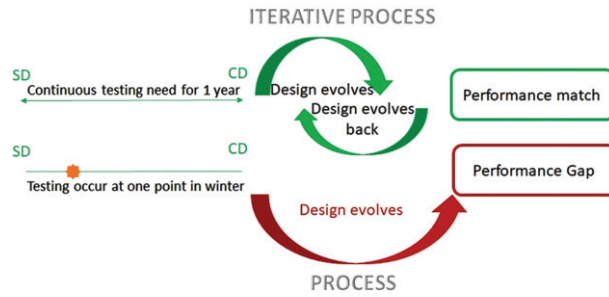 ITERATIVE PROCESS
SD
CD
Continuous testing need for 1 year
Design evolves
Design evolves
back
Performance match
SD
CD
Testing occur at one point in winter
Design evolves
Performance Gap
PROCESS